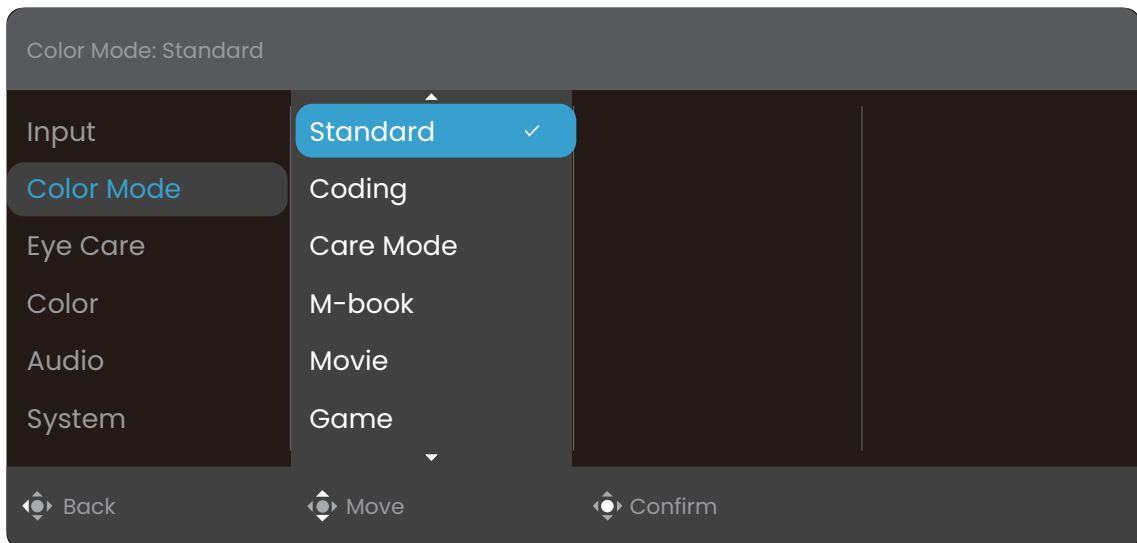 Color Mode: Standard
Input
Color Mode
Eye Care
Color
Audio
System
Standard
Coding
Care Mode
M-book
Movie
Game
Back
Move
Confirm